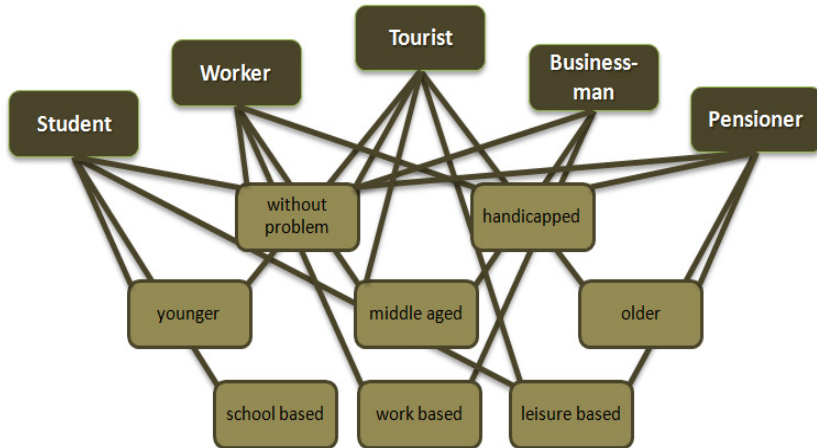 Tourist
Worker
Business-
man
Student
Pensioner
without
problem
handicapped
younger
middle aged
older
school based
work based
leisure based